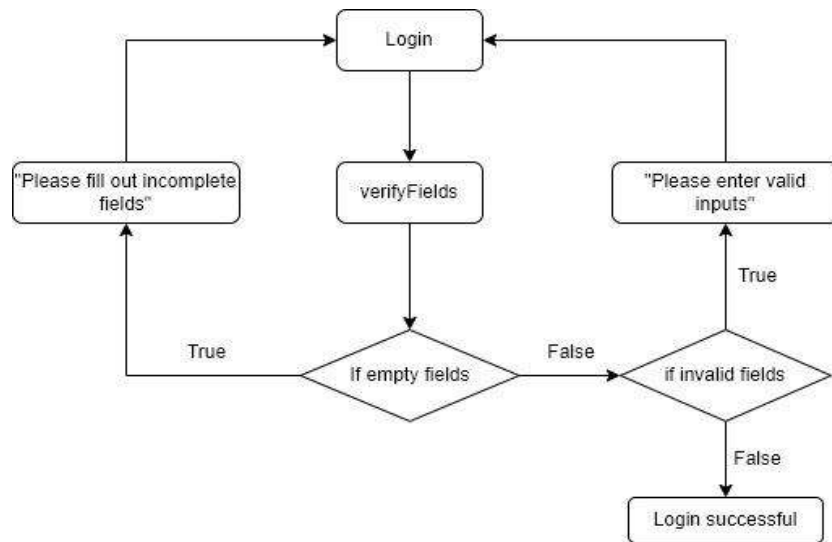 Login
"Please fill out incomplete
fields"
verifyFields
"Please enter valid
inputs"
True
True
If empty fields
False
if invalid fields
False
Login successful